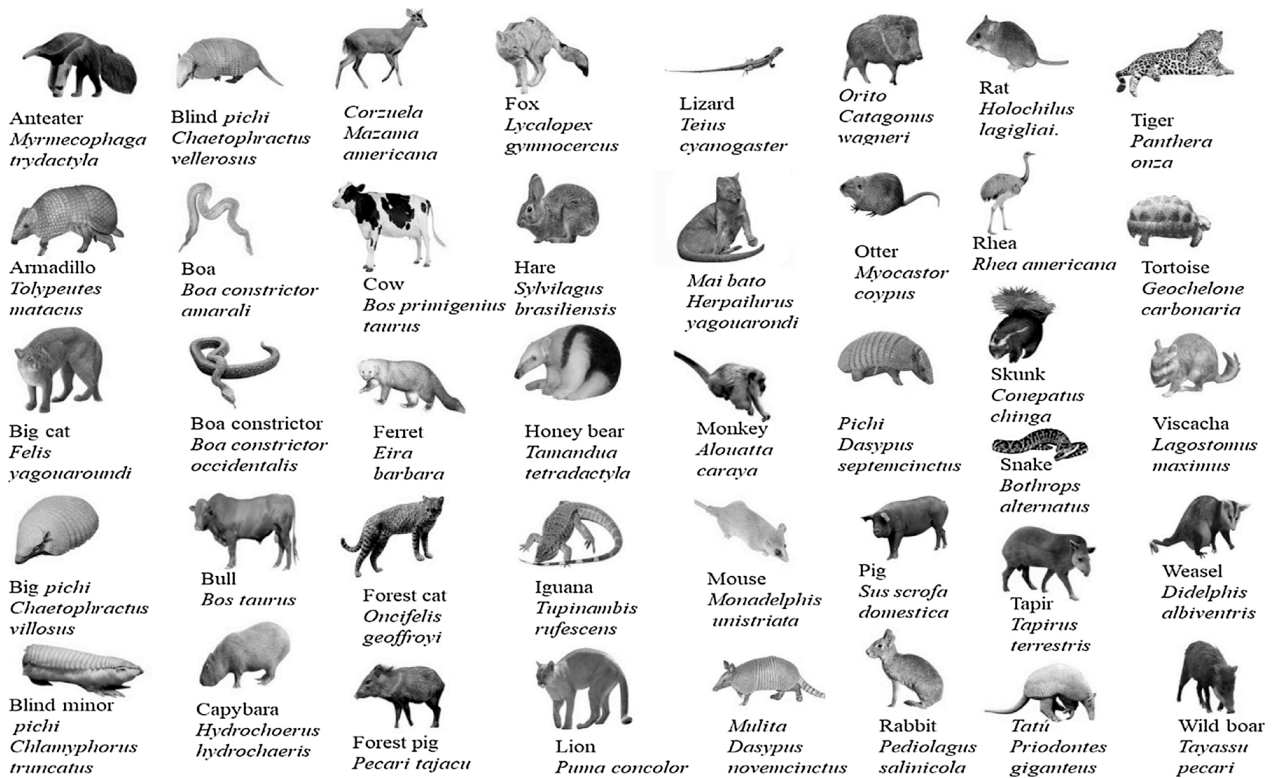 Anteater
Myrmecophaga
trydactyla
Blind pichi
Chaetophractus
vellerosus
Corzuela
Mazama
americana
Fox
Lycalopex
gymnocercus
Lizard
Teius
cyanogaster
Orito
Catagonus
wagneri
Rat
Holochilus
lagigliai.
Tiger
Panthera
onza
Armadillo
Tolypeutes
matacus
Boa
Boa constrictor
amarali
Cow
Bos primigenius
taurus
Hare
Sylvilagus
brasiliensis
Mai bato
Herpailurus
yagouarondi
Otter
Myocastor
coypus
Rhea
Rhea americana
Tortoise
Geochelone
carbonaria
Big cat
Felis
yagouaroundi
Boa constrictor
Boa constrictor
occidentalis
Ferret
Eira
barbara
Honey bear
Tamandua
tetradactyla
Monkey
Alouatta
caraya
Pichi
Dasypus
septemcinctus
Skunk
Conepatus
chinga
Snake
Bothrops
alternatus
Viscacha
Lagostomus
maximus
Big pichi
Chaetophractus
villosus
Bull
Bos taurus
Forest cat
Oncifelis
geoffroyi
Iguana
Tupinambis
rufescens
Mouse
Monadelphis
unistriata
Pig
Sus scrofa
domestica
Tapir
Tapirus
terrestris
Weasel
Didelphis
albiventris
Blind minor
pichi
Chlamyphorus
truncatus
Capybara
Hydrochoerus
hydrochaeris
Forest pig
Pecari tajacu
Lion
Puma concolor
Mulita
Dasypus
novemcinctus
Rabbit
Pediolagus
salinicola
Tatú
Priodontes
giganteus
Wild boar
Tayassu
pecari